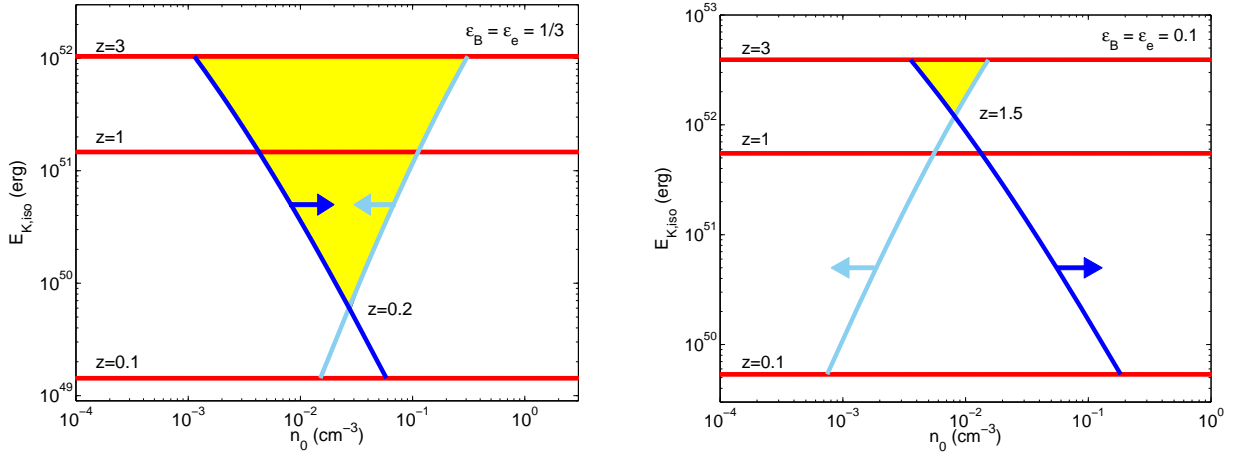 ε_B = ε_e = 1/3
z=3
z=1
z=0.2
z=0.1
10^52
10^51
10^50
10^49
E_K,iso (erg)
10^−4
10^−3
10^−2
10^−1
10^0
n_0 (cm^−3)
ε_B = ε_e = 0.1
z=3
z=1.5
z=1
z=0.1
10^53
10^52
10^51
10^50
E_K,iso (erg)
10^−4
10^−3
10^−2
10^−1
10^0
n_0 (cm^−3)